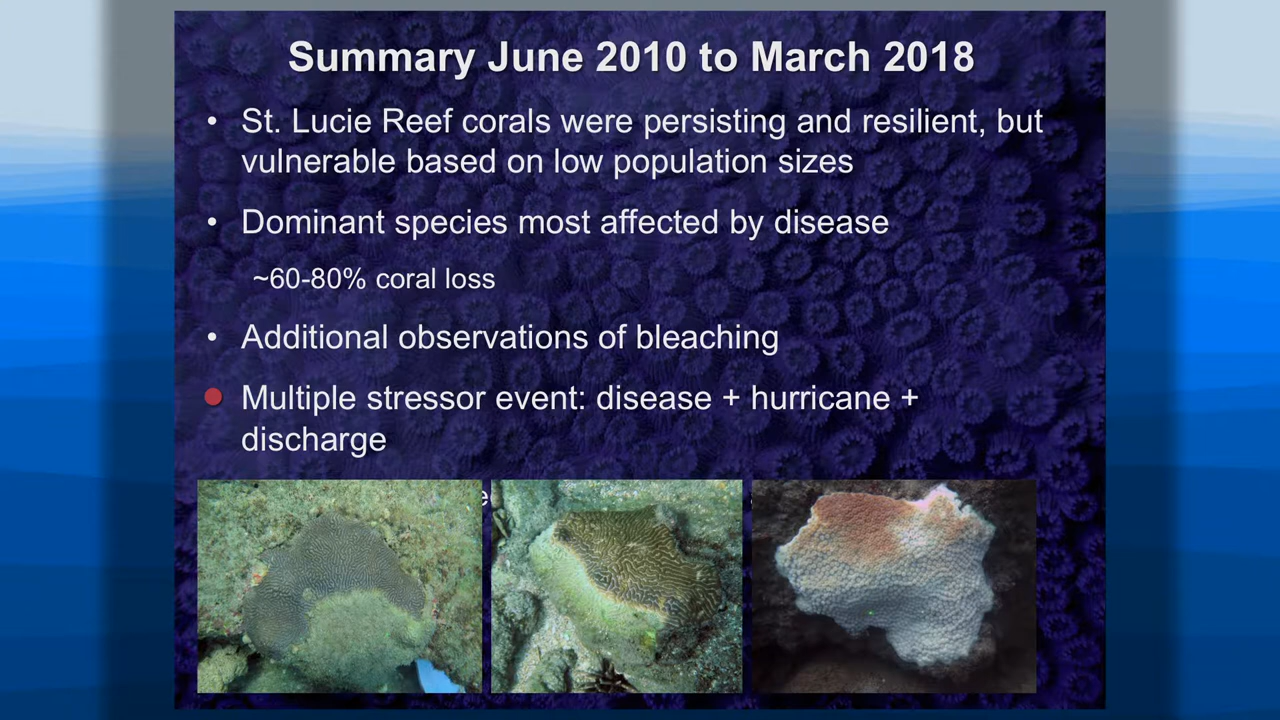 Summary June 2010 to March 2018
• St. Lucie Reef corals were persisting and resilient, but
vulnerable based on low population sizes
• Dominant species most affected by disease
~60-80% coral loss
• Additional observations of bleaching
Multiple stressor event: disease + hurricane +
discharge